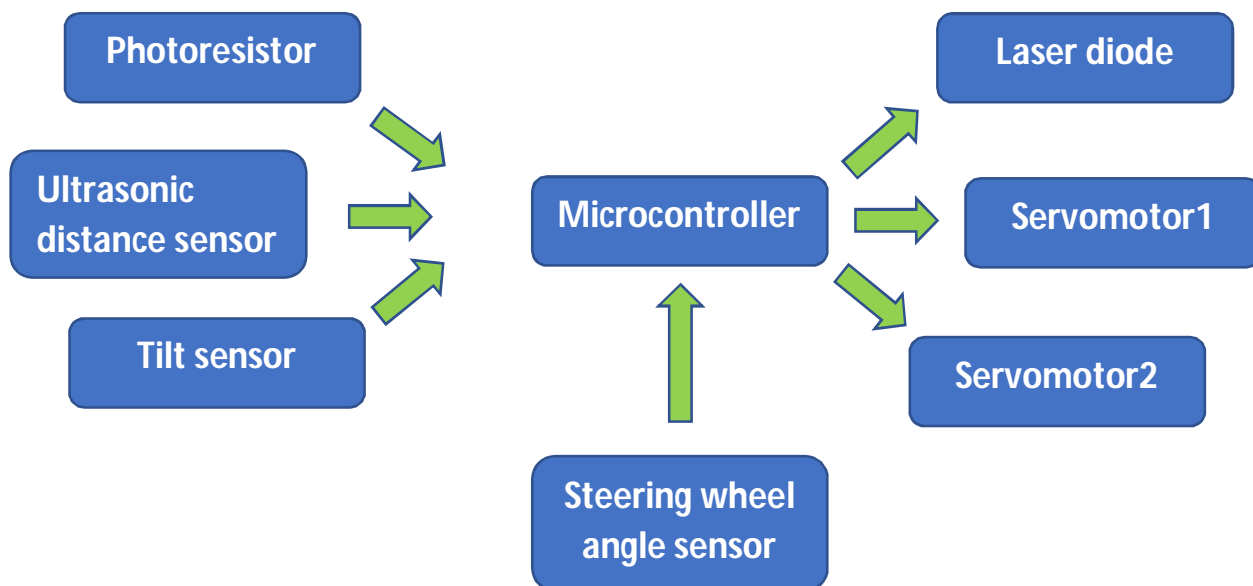 Photoresistor
Laser diode
Ultrasonic
distance sensor
Microcontroller
Servomotor1
Tilt sensor
Servomotor2
Steering wheel
angle sensor